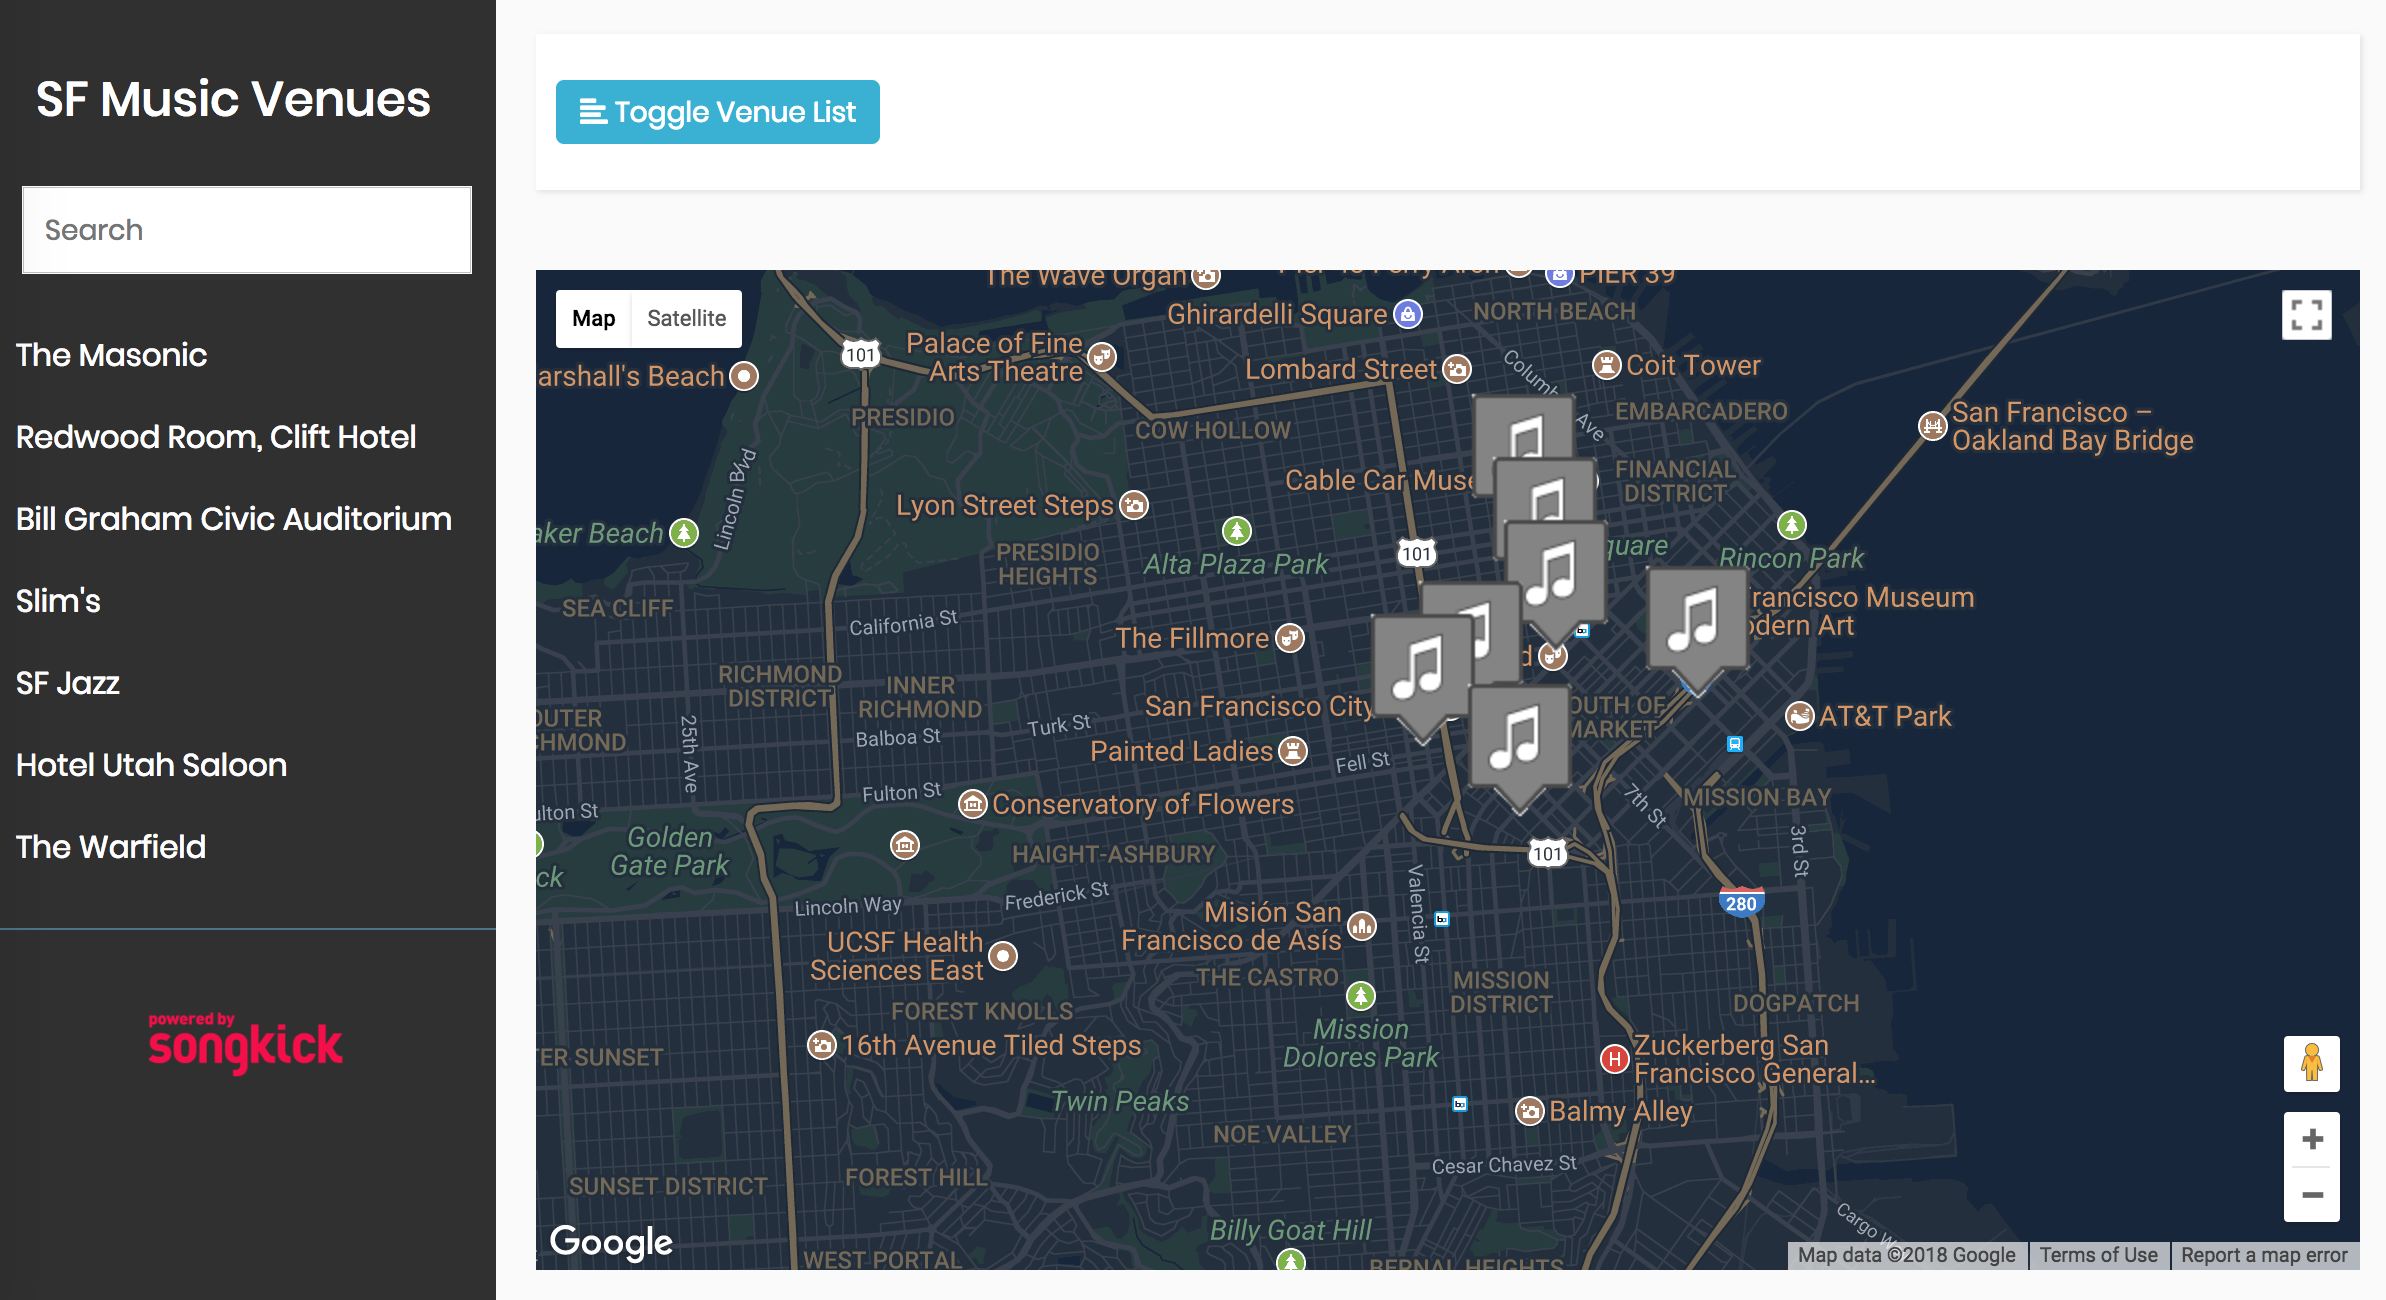 SF Music Venues
Search
The Masonic
Redwood Room, Clift Hotel
Bill Graham Civic Auditorium
Slim's
SF Jazz
Hotel Utah Saloon
The Warfield
powered by
songkick
Toggle Venue List
Map
Satellite
The Wave Organ
PIER 39
Ghirardelli Square
NORTH BEACH
Palace of Fine
Arts Theatre
101
Lombard Street
Columb
Ave
Coit Tower
arshall's Beach
PRESIDIO
COW HOLLOW
EMBARCADERO
San Francisco –
Oakland Bay Bridge
Lincoln Blvd
Cable Car Muse
FINANCIAL
DISTRICT
Lyon Street Steps
aker Beach
PRESIDIO
HEIGHTS
Alta Plaza Park
101
quare
Rincon Park
SEA CLIFF
California St
rancisco Museum
odern Art
The Fillmore
d
RICHMOND
DISTRICT
INNER
RICHMOND
OUTER
CHMOND
25th Ave
Balboa St
Turk St
San Francisco City
OUTH OF
MARKET
AT&T Park
Painted Ladies
Fell St
Fulton St
ulton St
Conservatory of Flowers
7th St
MISSION BAY
Golden
Gate Park
ck
HAIGHT-ASHBURY
101
3rd St
Lincoln Way
Frederick St
Valencia St
280
Misión San
Francisco de Asís
UCSF Health
Sciences East
THE CASTRO
MISSION
DISTRICT
DOGPATCH
FOREST KNOLLS
Mission
Dolores Park
16th Avenue Tiled Steps
TER SUNSET
H
Zuckerberg San
Francisco General...
Twin Peaks
Balmy Alley
NOE VALLEY
Cesar Chavez St
SUNSET DISTRICT
FOREST HILL
Billy Goat Hill
Cargo W
Google
WEST PORTAL
BERNAL HEIGHTS
Map data ©2018 Google
Terms of Use
Report a map error